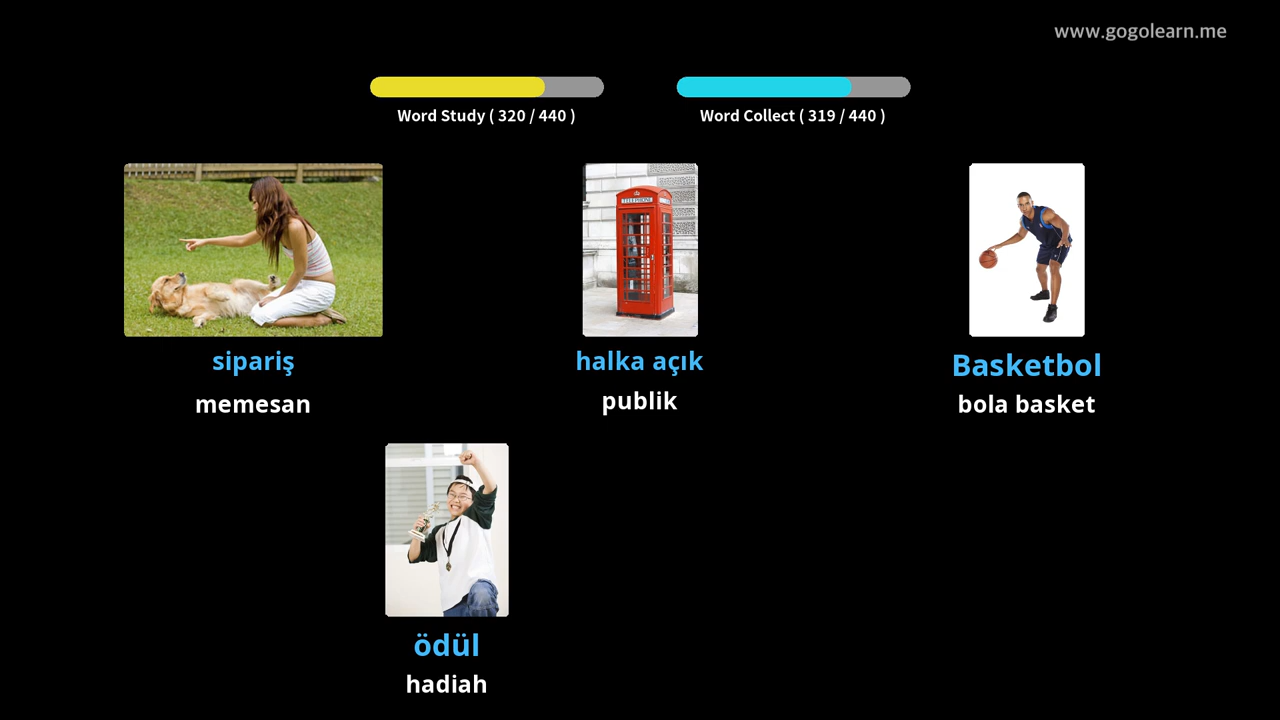 www.gogolearn.me
Word Study ( 320 / 440 )
Word Collect ( 319 / 440 )
TELEPHONE
sipariş
halka açık
Basketbol
memesan
publik
bola basket
ödül
hadiah